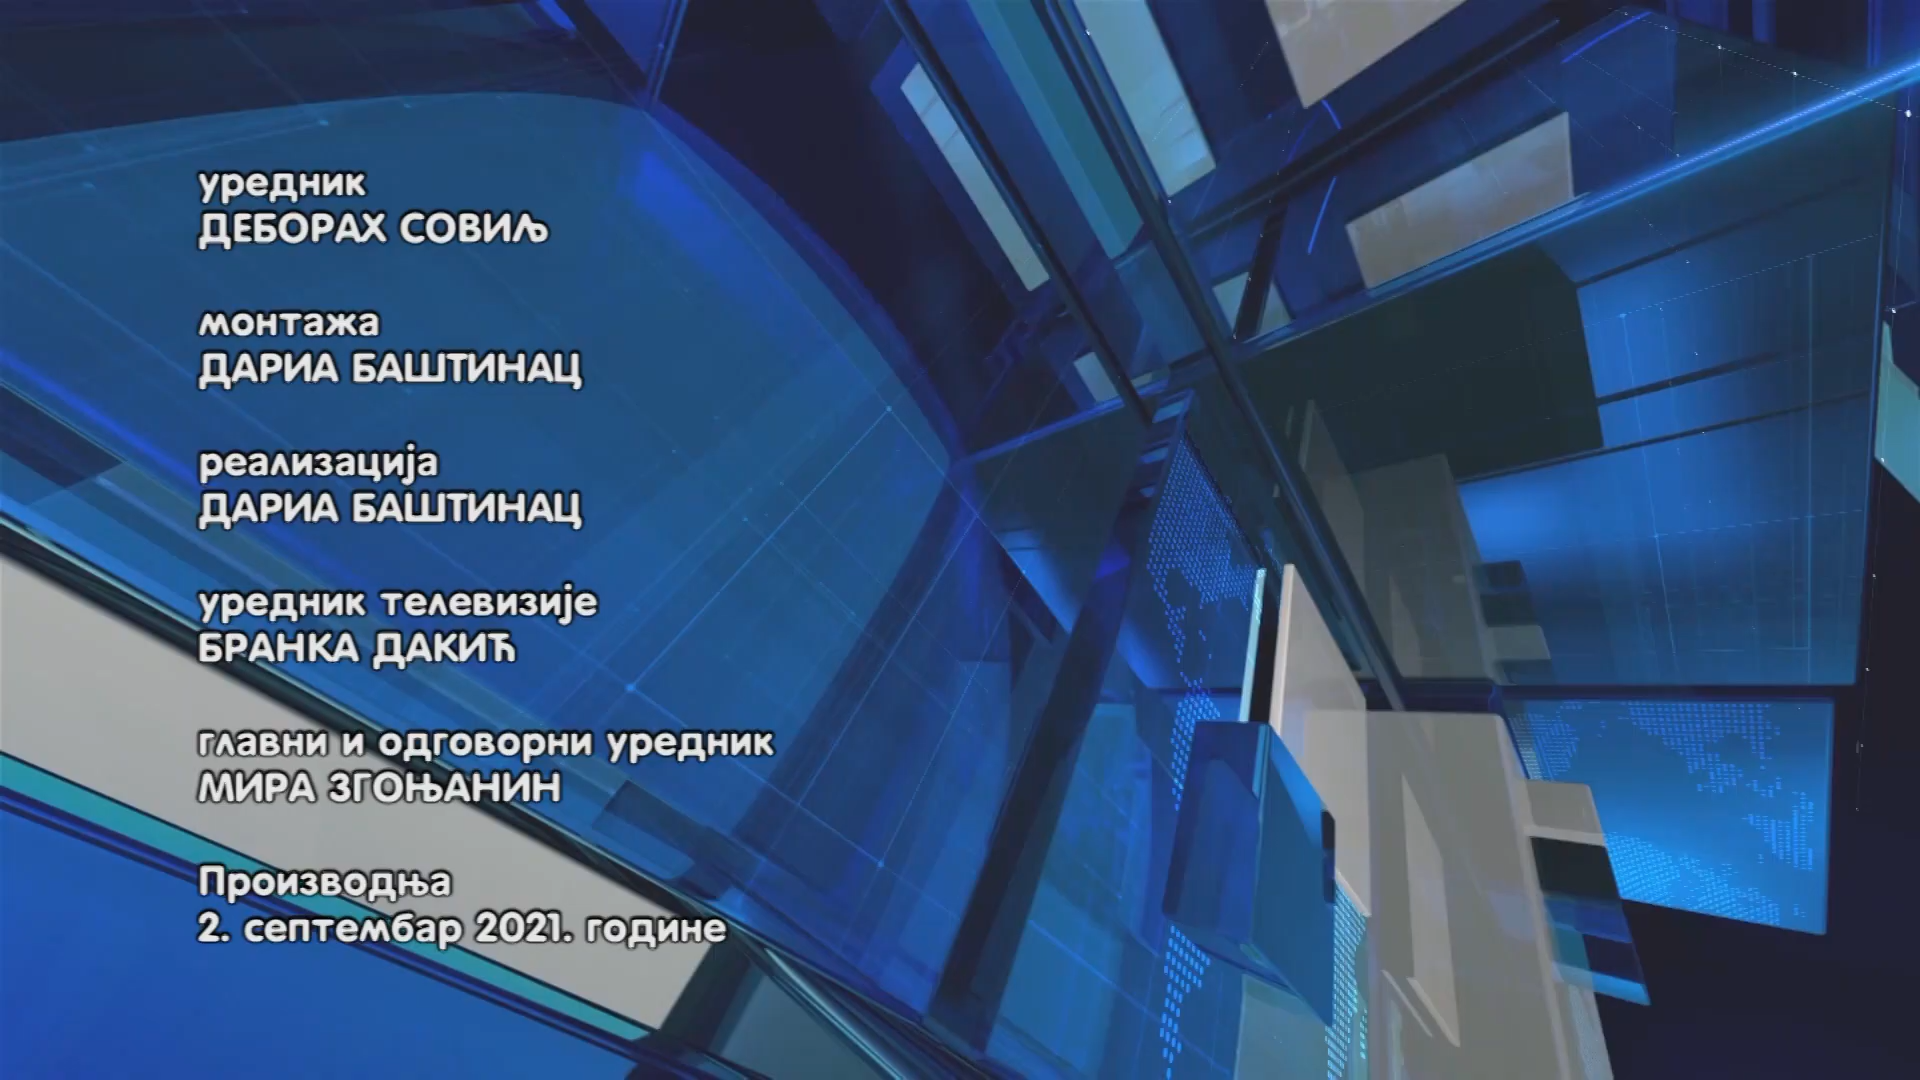 уредник
ДЕБОРАХ СОВИЉ
монтажа
ДАРИА БАШТИНАЦ
реализација
ДАРИА БАШТИНАЦ
уредник телевизије
БРАНКА ДАКИЋ
главни и одговорни уредник
МИРА ЗГОЊАНИН
Производња
2. септембар 2021. године